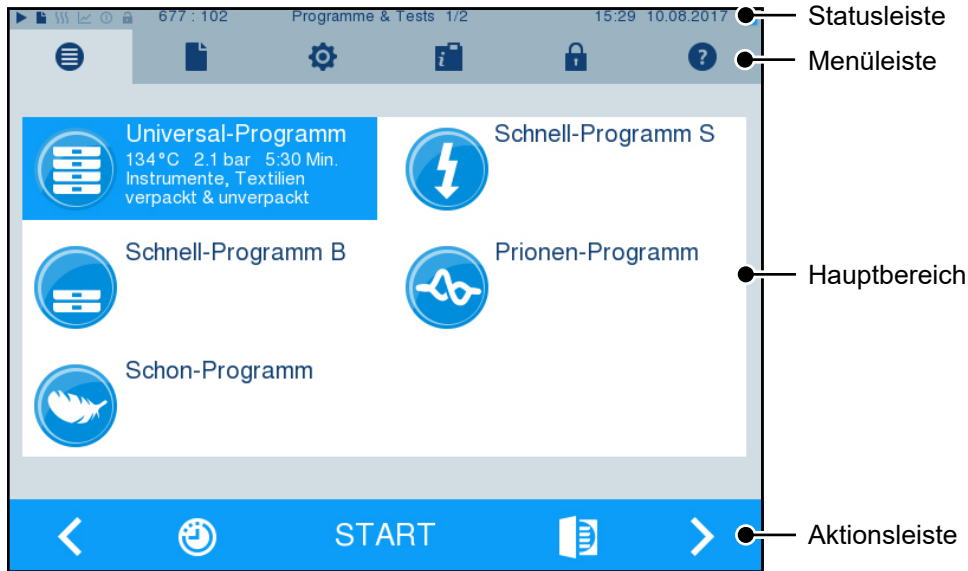 677 : 102 Programme & Tests 1/2 15:29 10.08.2017
Statusleiste
Menüleiste
Universal-Programm
134°C 2.1 bar 5:30 Min.
Instrumente, Textilien
verpackt & unverpackt
Schnell-Programm S
Schnell-Programm B
Prionen-Programm
Hauptbereich
Schon-Programm
START
Aktionsleiste